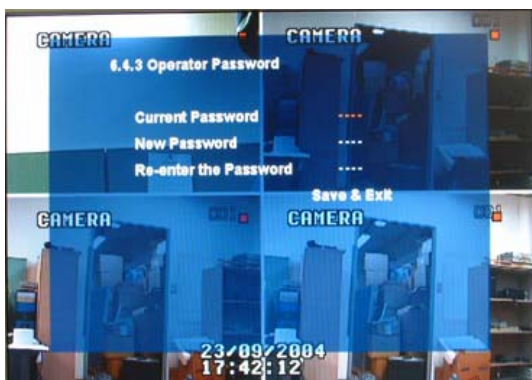 CAMERA
CAMERA
6.4.3 Operator Password
Current Password ----
New Password ----
Re-enter the Password ----
Save & Exit
CAMERA
CAMERA
23/09/2004
17:42:12